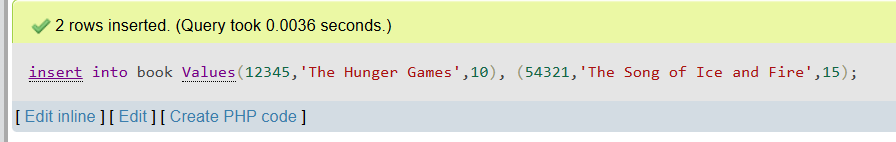 2 rows inserted. (Query took 0.0036 seconds.)
insert into book Values(12345,'The Hunger Games',10), (54321,'The Song of Ice and Fire',15);
[ Edit inline ] [ Edit ] [ Create PHP code ]